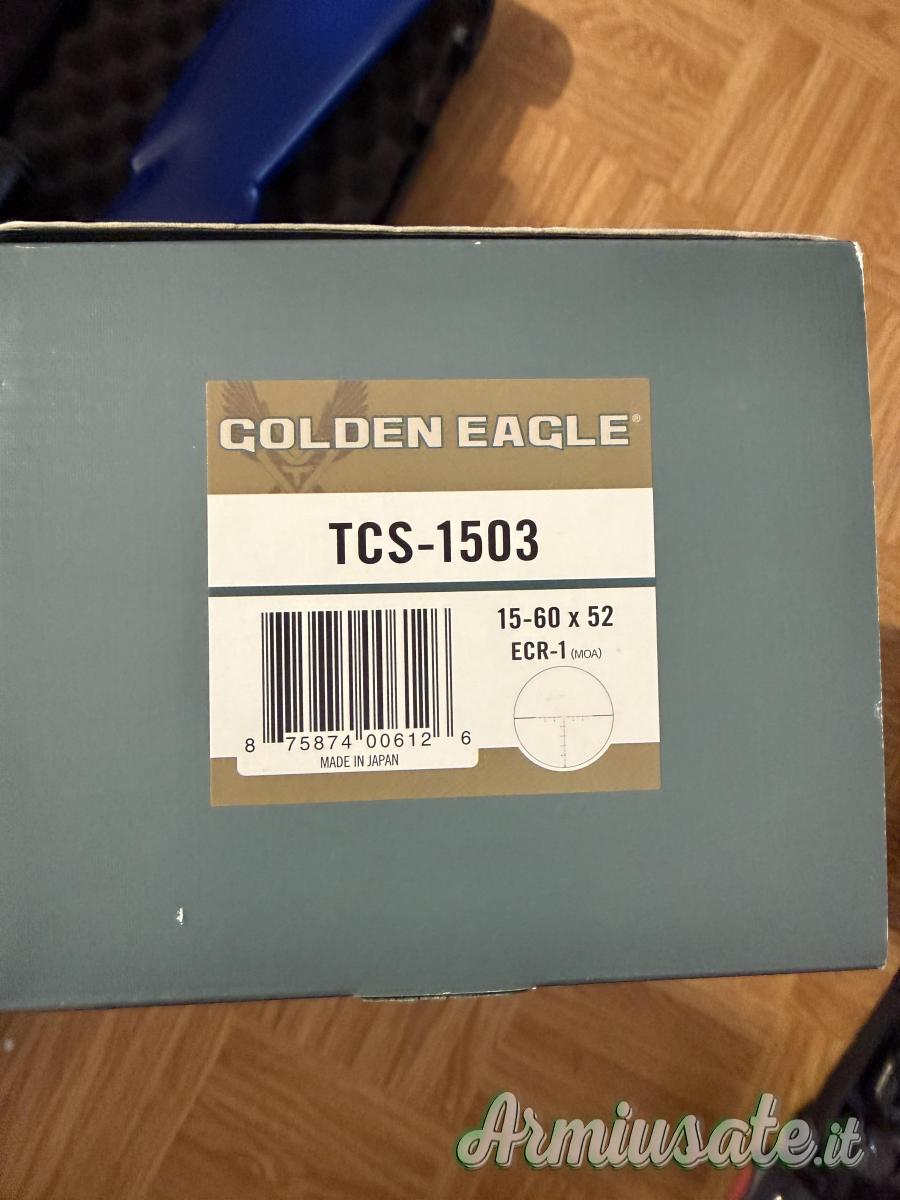 GOLDEN EAGLE®
TCS-1503
15-60 x 52
ECR-1 (MOA)
8 75874 00612 6
MADE IN JAPAN
Armiusate.it